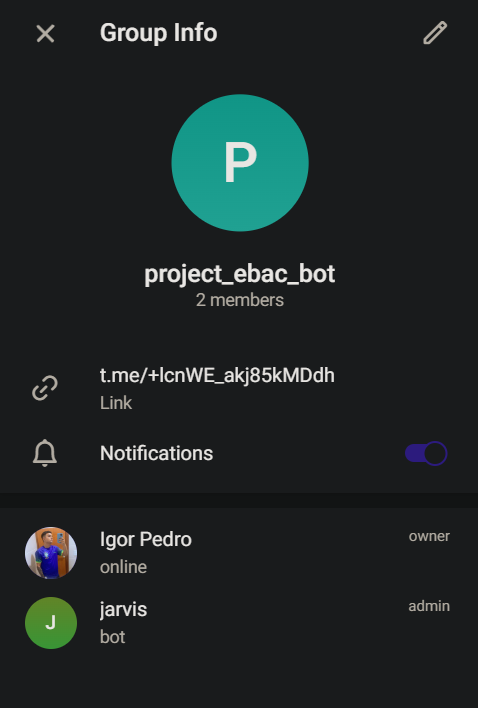 Group Info
P
project_ebac_bot
2 members
t.me/+lcnWE_akj85kMDdh
Link
Notifications
Igor Pedro
owner
online
jarvis
admin
J
bot